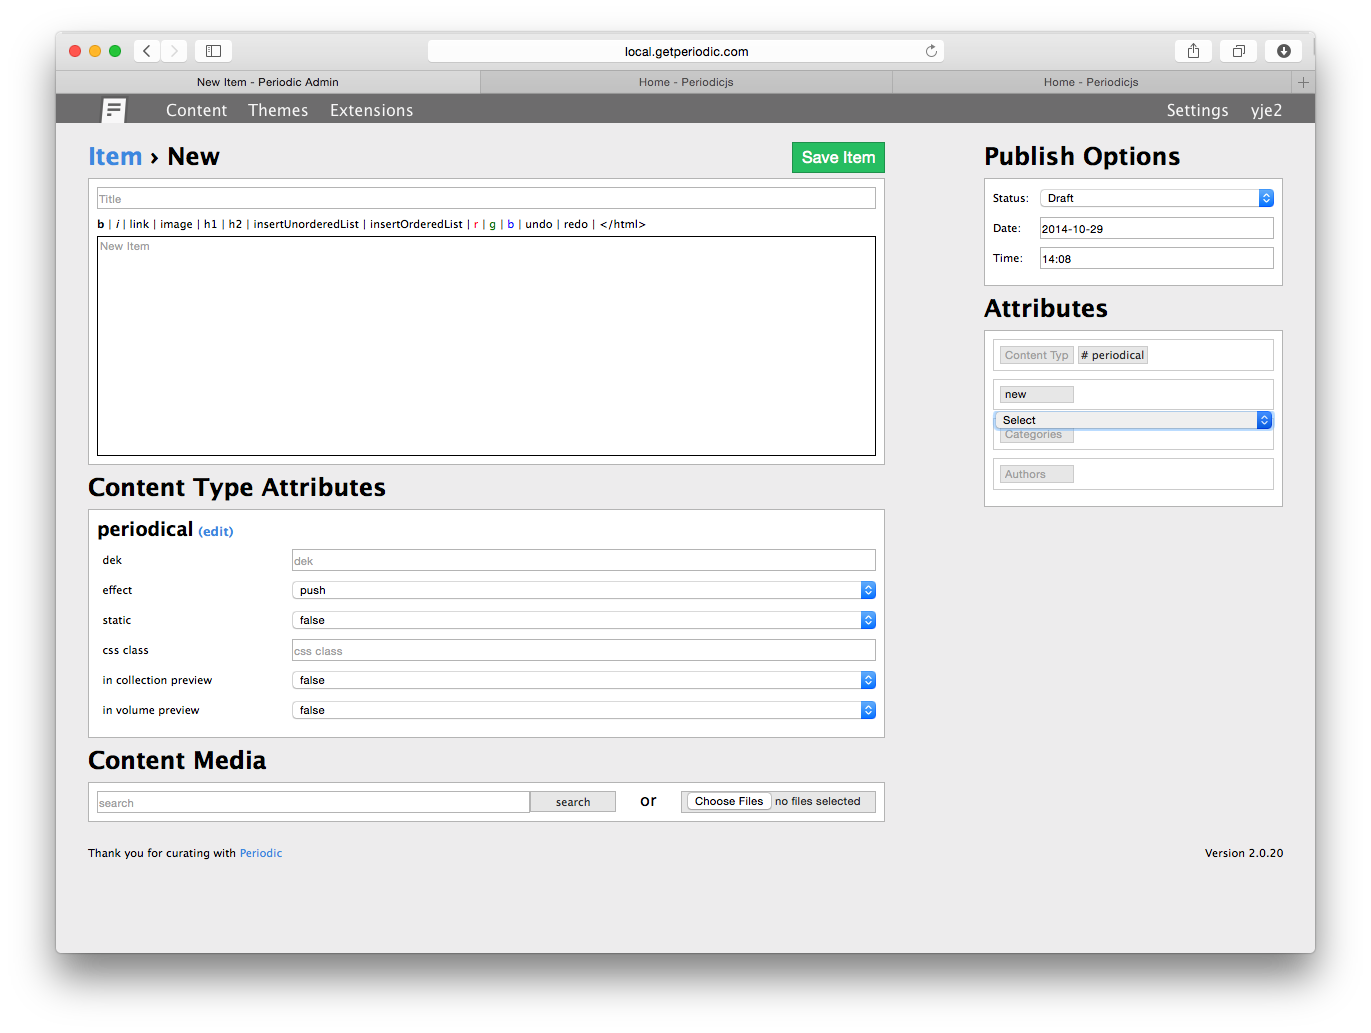 local.getperiodic.com
New Item - Periodic Admin
Home - Periodicjs
Home - Periodicjs
Content Themes Extensions
Settings yje2
Item › New
Save Item
Title
b | i | link | image | h1 | h2 | insertUnorderedList | insertOrderedList | r | g | b | undo | redo | </html>
New Item
Content Type Attributes
periodical (edit)
dek
dek
effect
push
static
false
css class
css class
in collection preview
false
in volume preview
false
Content Media
search
search
or
Choose Files no files selected
Publish Options
Status:
Draft
Date:
2014-10-29
Time:
14:08
Attributes
Content Typ
# periodical
new
Select
Categories
Authors
Thank you for curating with Periodic
Version 2.0.20